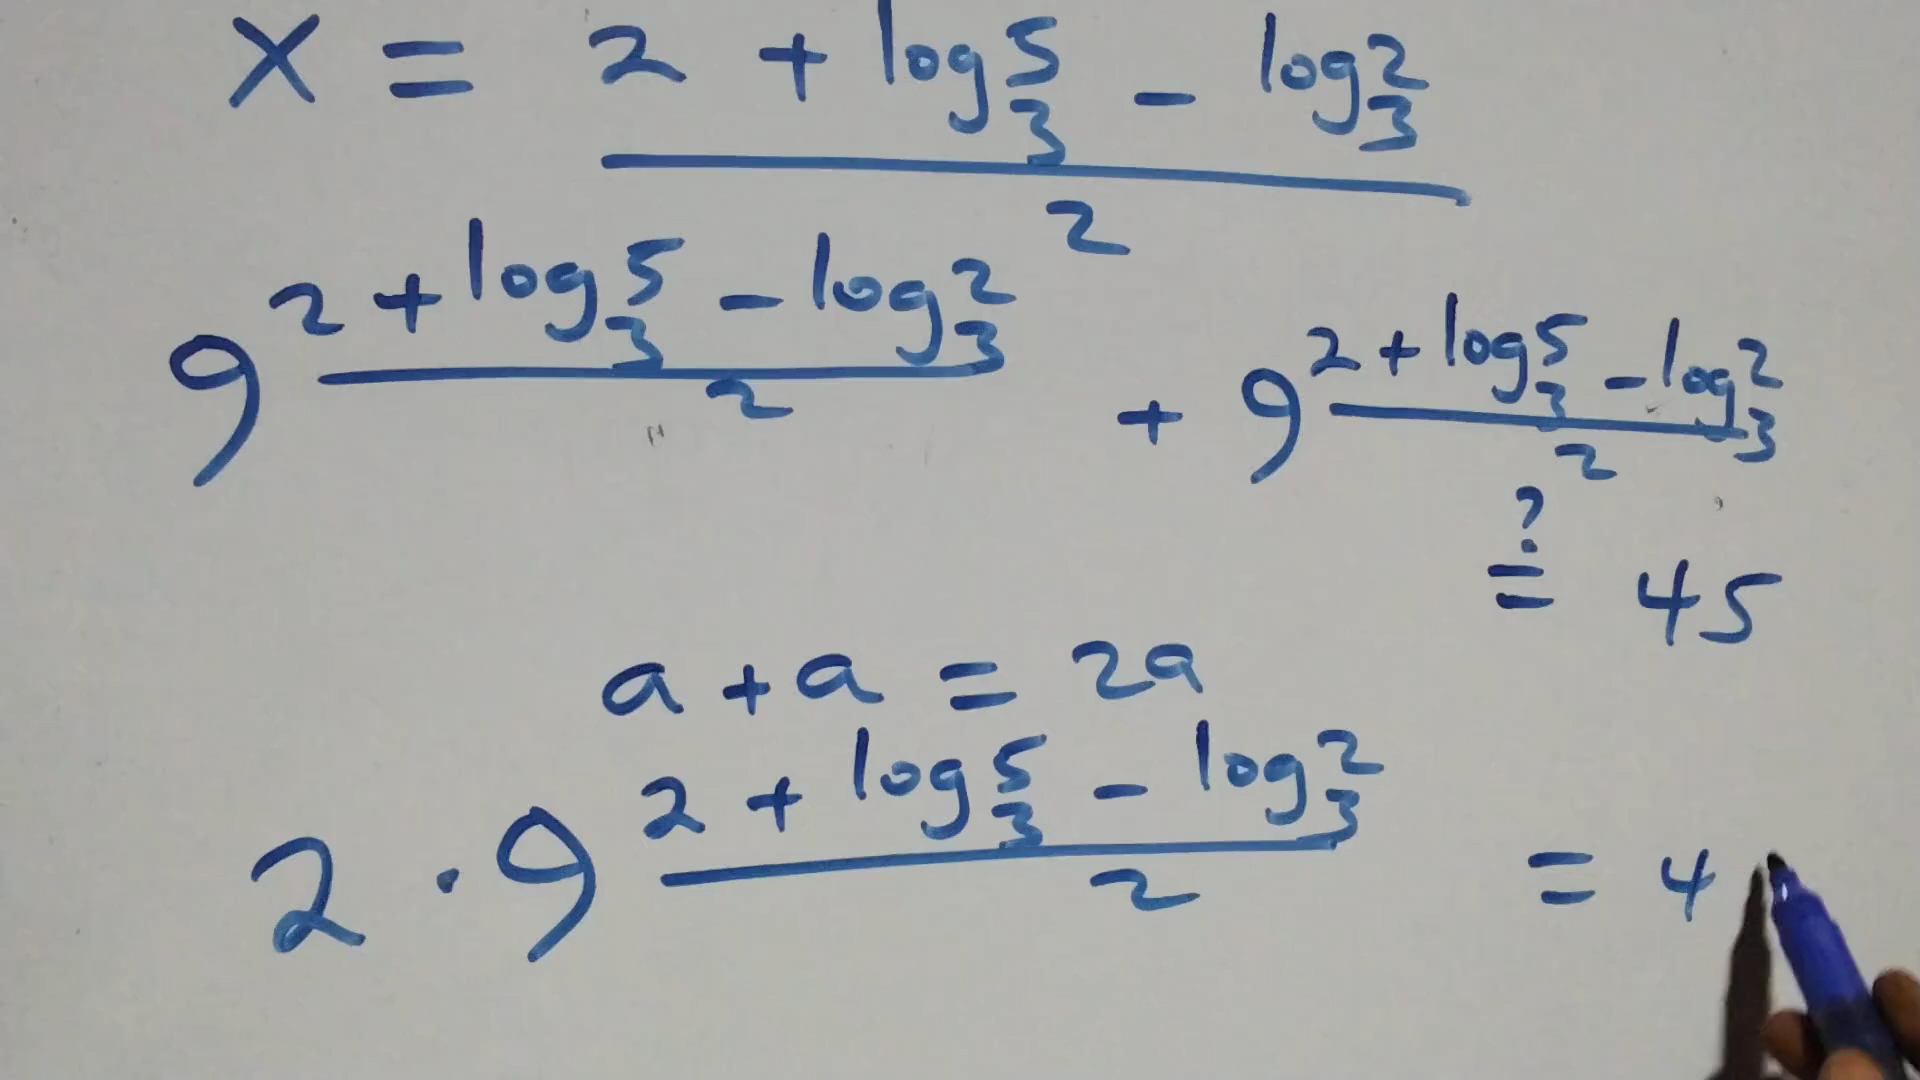 x = (2 + log₃5 - log₃2) / 2
9^((2 + log₃5 - log₃2) / 2) + 9^((2 + log₃5 - log₃2) / 2)
≟ 45
a + a = 2a
2 · 9^((2 + log₃5 - log₃2) / 2) = 4